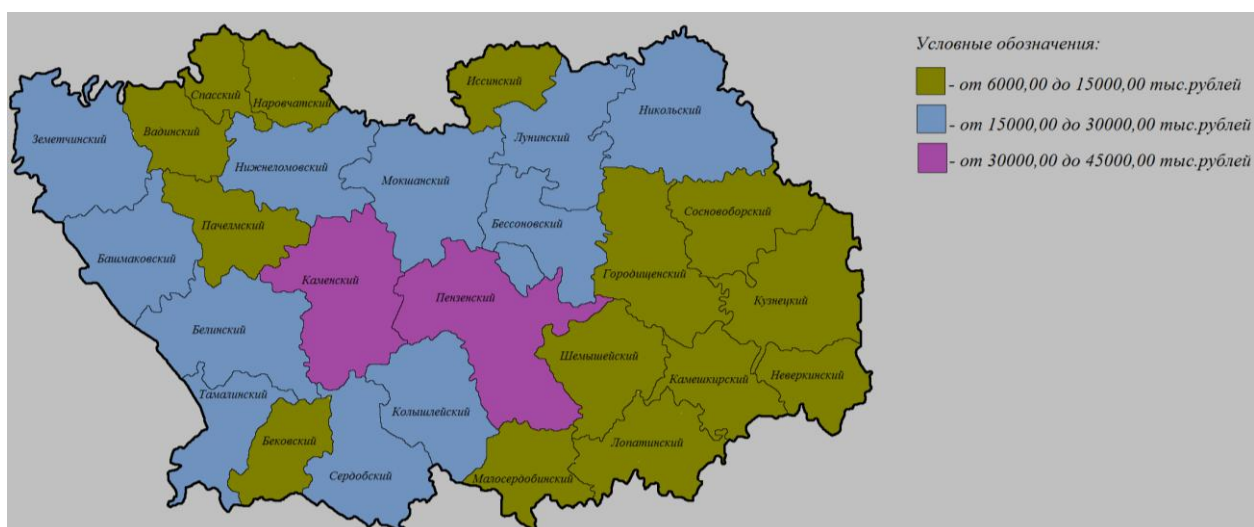 Условные обозначения:
- от 6000,00 до 15000,00 тыс.рублей
- от 15000,00 до 30000,00 тыс.рублей
- от 30000,00 до 45000,00 тыс.рублей
Иссинский
Спасский
Наровчатский
Никольский
Земетчинский
Вадинский
Лунинский
Нижнеломовский
Мокшанский
Сосновоборский
Пачелмский
Бессоновский
Башмаковский
Каменский
Городищенский
Пензенский
Кузнецкий
Белинский
Шемышейский
Неверкинский
Камешкирский
Тамалинский
Колышлейский
Бековский
Лопатинский
Сердобский
Малосердобинский